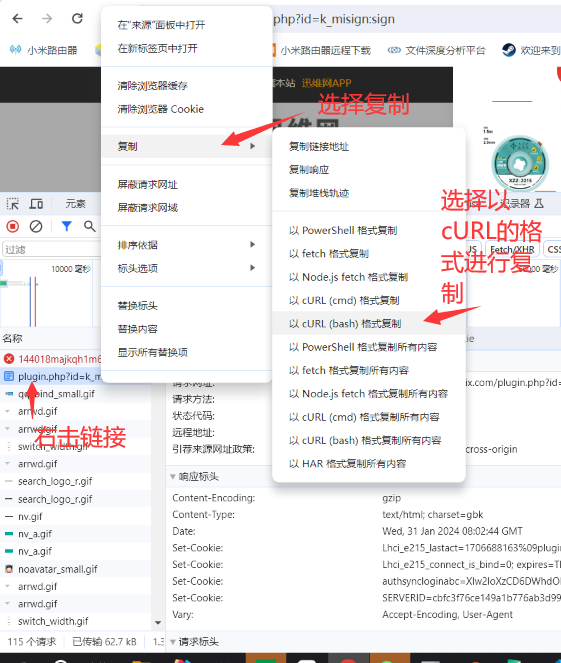 在“来源”面板中打开
在新标签页中打开
清除浏览器缓存
清除浏览器 Cookie
复制
屏蔽请求网址
屏蔽请求网域
排序依据
标头选项
替换标头
替换内容
显示所有替换项
php?id=k_misign:sign
小米路由器
小米路由器远程下载
文件深度分析平台
欢迎来到
本站
迅维网APP
选择复制
复制链接地址
复制响应
复制堆栈轨迹
以 PowerShell 格式复制
以 fetch 格式复制
以 Node.js fetch 格式复制
以 cURL (cmd) 格式复制
以 cURL (bash) 格式复制
以 PowerShell 格式复制所有内容
以 fetch 格式复制所有内容
以 Node.js fetch 格式复制所有内容
以 cURL (cmd) 格式复制所有内容
以 cURL (bash) 格式复制所有内容
以 HAR 格式复制所有内容
XZZ-2015
选择以
cURL的格
式进行复
制
元素
记录器
过滤
Fetch/XHR
CSS
10000 毫秒
名称
144018majkqh1m6
plugin.php?id=k_m
qq_bind_small.gif
arrwd.gif
arrwd.gif
switch_width.gif
arrwd.gif
search_logo_r.gif
search_logo_r.gif
nv.gif
nv_a.gif
nv_a.gif
noavatar_small.gif
arrwd.gif
arrwd.gif
switch_width.gif
右击链接
请求网址:
ix.com/plugin.php?id=
请求方法:
状态代码:
远程地址:
引荐来源网址政策:
cross-origin
响应标头
Content-Encoding:
gzip
Content-Type:
text/html; charset=gbk
Date:
Wed, 31 Jan 2024 08:02:44 GMT
Set-Cookie:
Lhci_e215_lastact=1706688163%09plugin
Set-Cookie:
Lhci_e215_connect_is_bind=0; expires=T
Set-Cookie:
authsyncloginabc=XIw2IoXzCD6DWhdO
Set-Cookie:
SERVERID=cbfc3f76ce149a1b776ab3d99
Vary:
Accept-Encoding, User-Agent
请求标头
115 个请求
已传输 62.7 kB